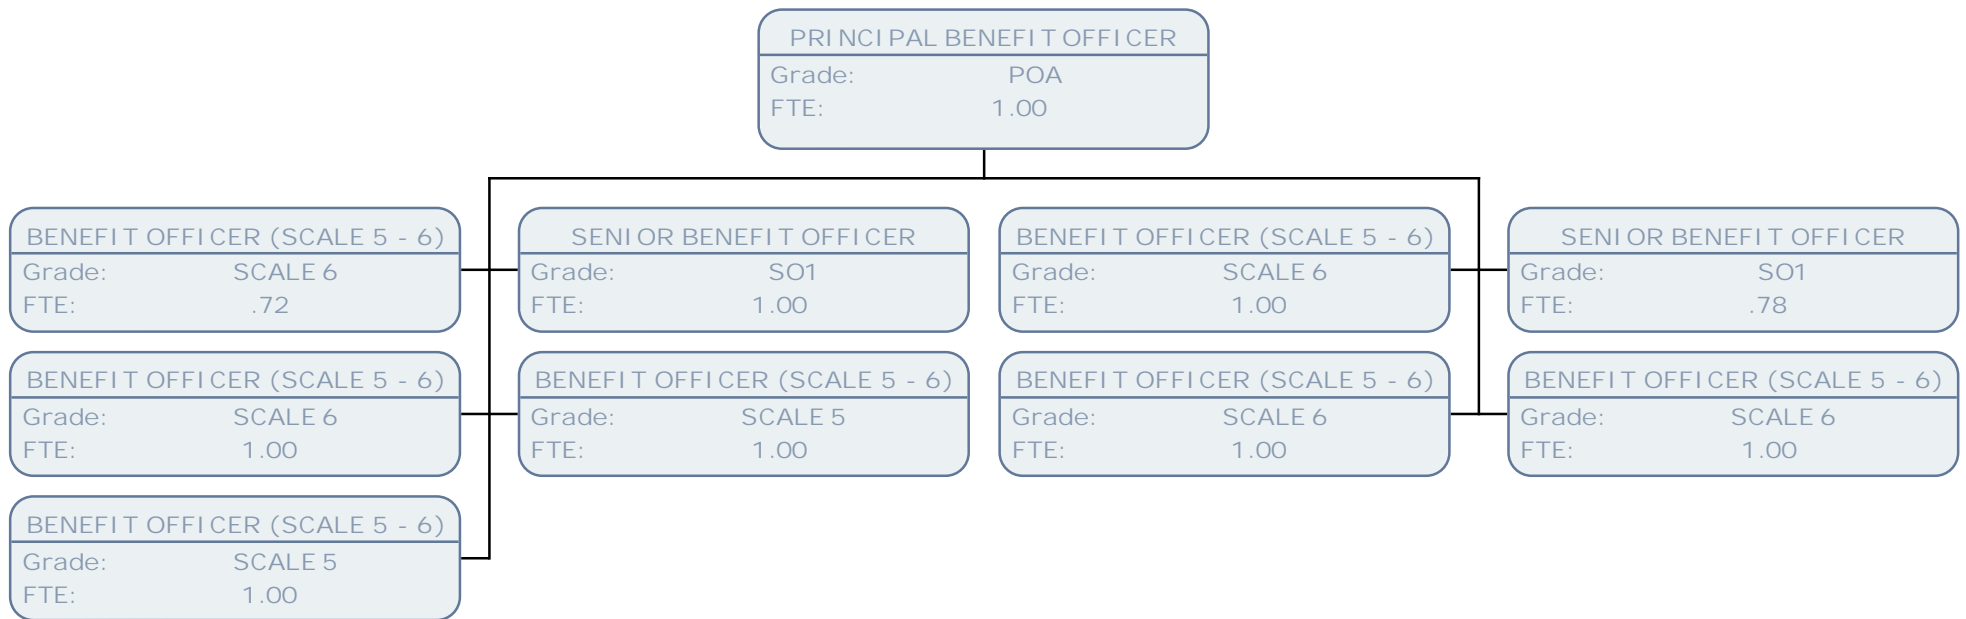 PRINCIPAL BENEFIT OFFICER
Grade: POA
FTE: 1.00
BENEFIT OFFICER (SCALE 5 - 6)
Grade: SCALE 6
FTE: .72
SENIOR BENEFIT OFFICER
Grade: SO1
FTE: 1.00
BENEFIT OFFICER (SCALE 5 - 6)
Grade: SCALE 6
FTE: 1.00
SENIOR BENEFIT OFFICER
Grade: SO1
FTE: .78
BENEFIT OFFICER (SCALE 5 - 6)
Grade: SCALE 6
FTE: 1.00
BENEFIT OFFICER (SCALE 5 - 6)
Grade: SCALE 5
FTE: 1.00
BENEFIT OFFICER (SCALE 5 - 6)
Grade: SCALE 6
FTE: 1.00
BENEFIT OFFICER (SCALE 5 - 6)
Grade: SCALE 6
FTE: 1.00
BENEFIT OFFICER (SCALE 5 - 6)
Grade: SCALE 5
FTE: 1.00